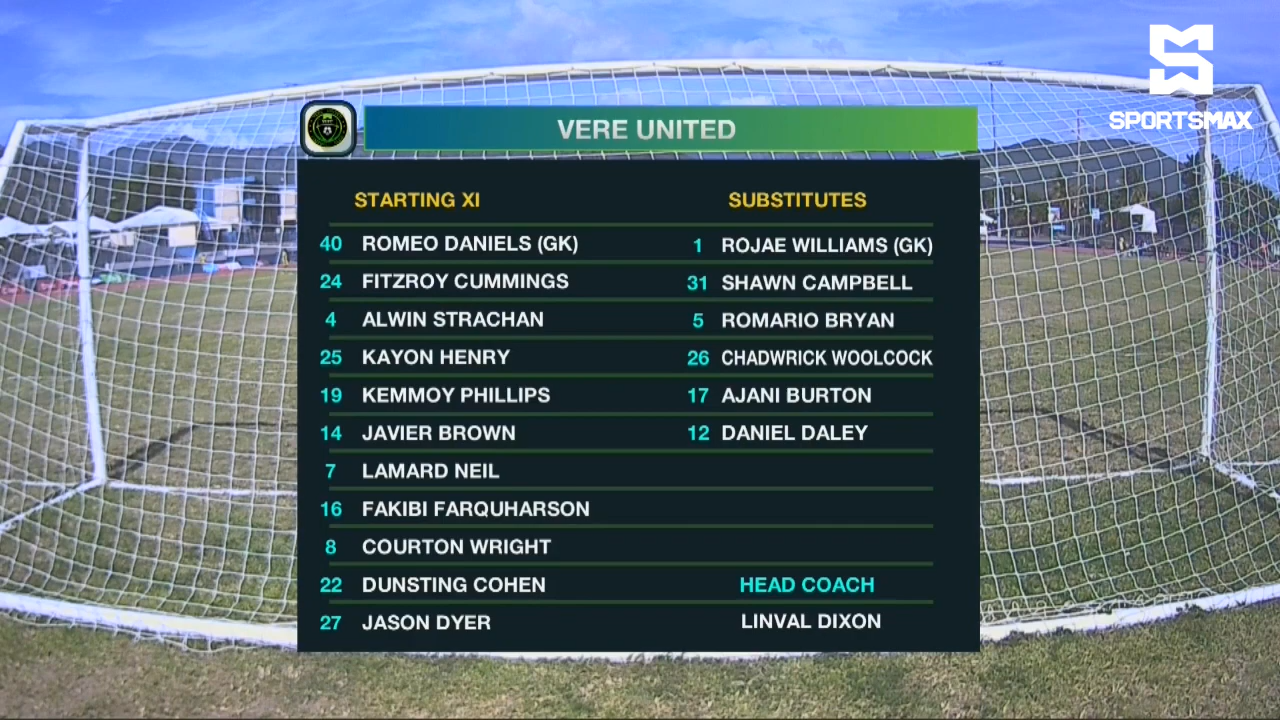 SPORTSMAX
VERE UNITED
STARTING XI
40 ROMEO DANIELS (GK)
24 FITZROY CUMMINGS
4 ALWIN STRACHAN
25 KAYON HENRY
19 KEMMOY PHILLIPS
14 JAVIER BROWN
7 LAMARD NEIL
16 FAKIBI FARQUHARSON
8 COURTON WRIGHT
22 DUNSTING COHEN
27 JASON DYER
SUBSTITUTES
1 ROJAE WILLIAMS (GK)
31 SHAWN CAMPBELL
5 ROMARIO BRYAN
26 CHADWRICK WOOLCOCK
17 AJANI BURTON
12 DANIEL DALEY
HEAD COACH
LINVAL DIXON